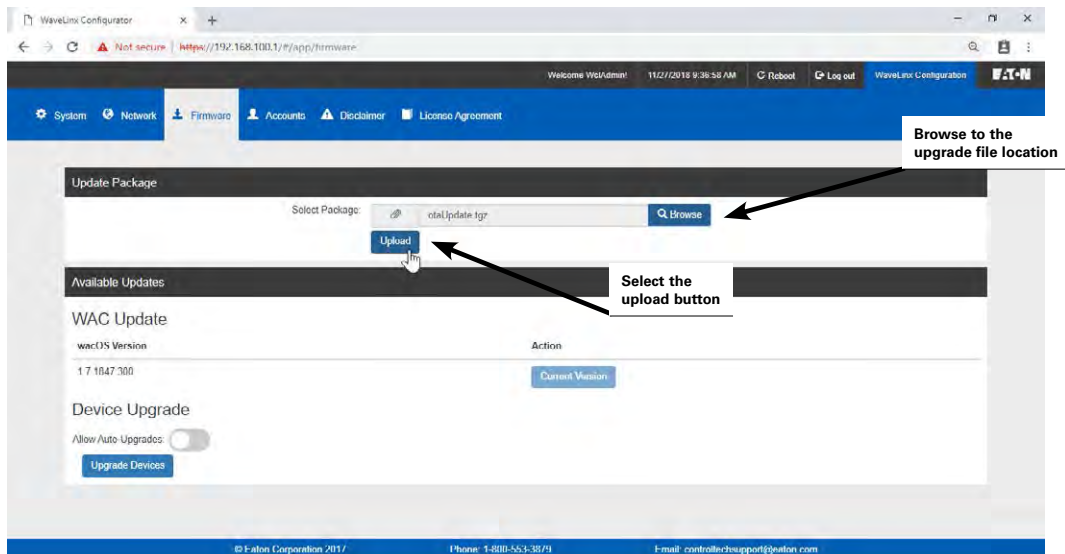 WaveLinx Configurator
Not secure | https://192.168.100.1/#/app/firmware
Welcome WclAdmin! 11/27/2018 9:36:58 AM Reboot Log out WaveLinx Configuration EATON
System Network Firmware Accounts Disclaimer License Agreement
Browse to the
upgrade file location
Update Package
Select Package: otaUpdate.tgz Browse
Upload
Select the
upload button
Available Updates
WAC Update
wacOS Version Action
1.7.1847.300 Current Version
Device Upgrade
Allow Auto-Upgrades:
Upgrade Devices
© Eaton Corporation 2017 Phone: 1-800-553-3879 Email: controltechsupport@eaton.com